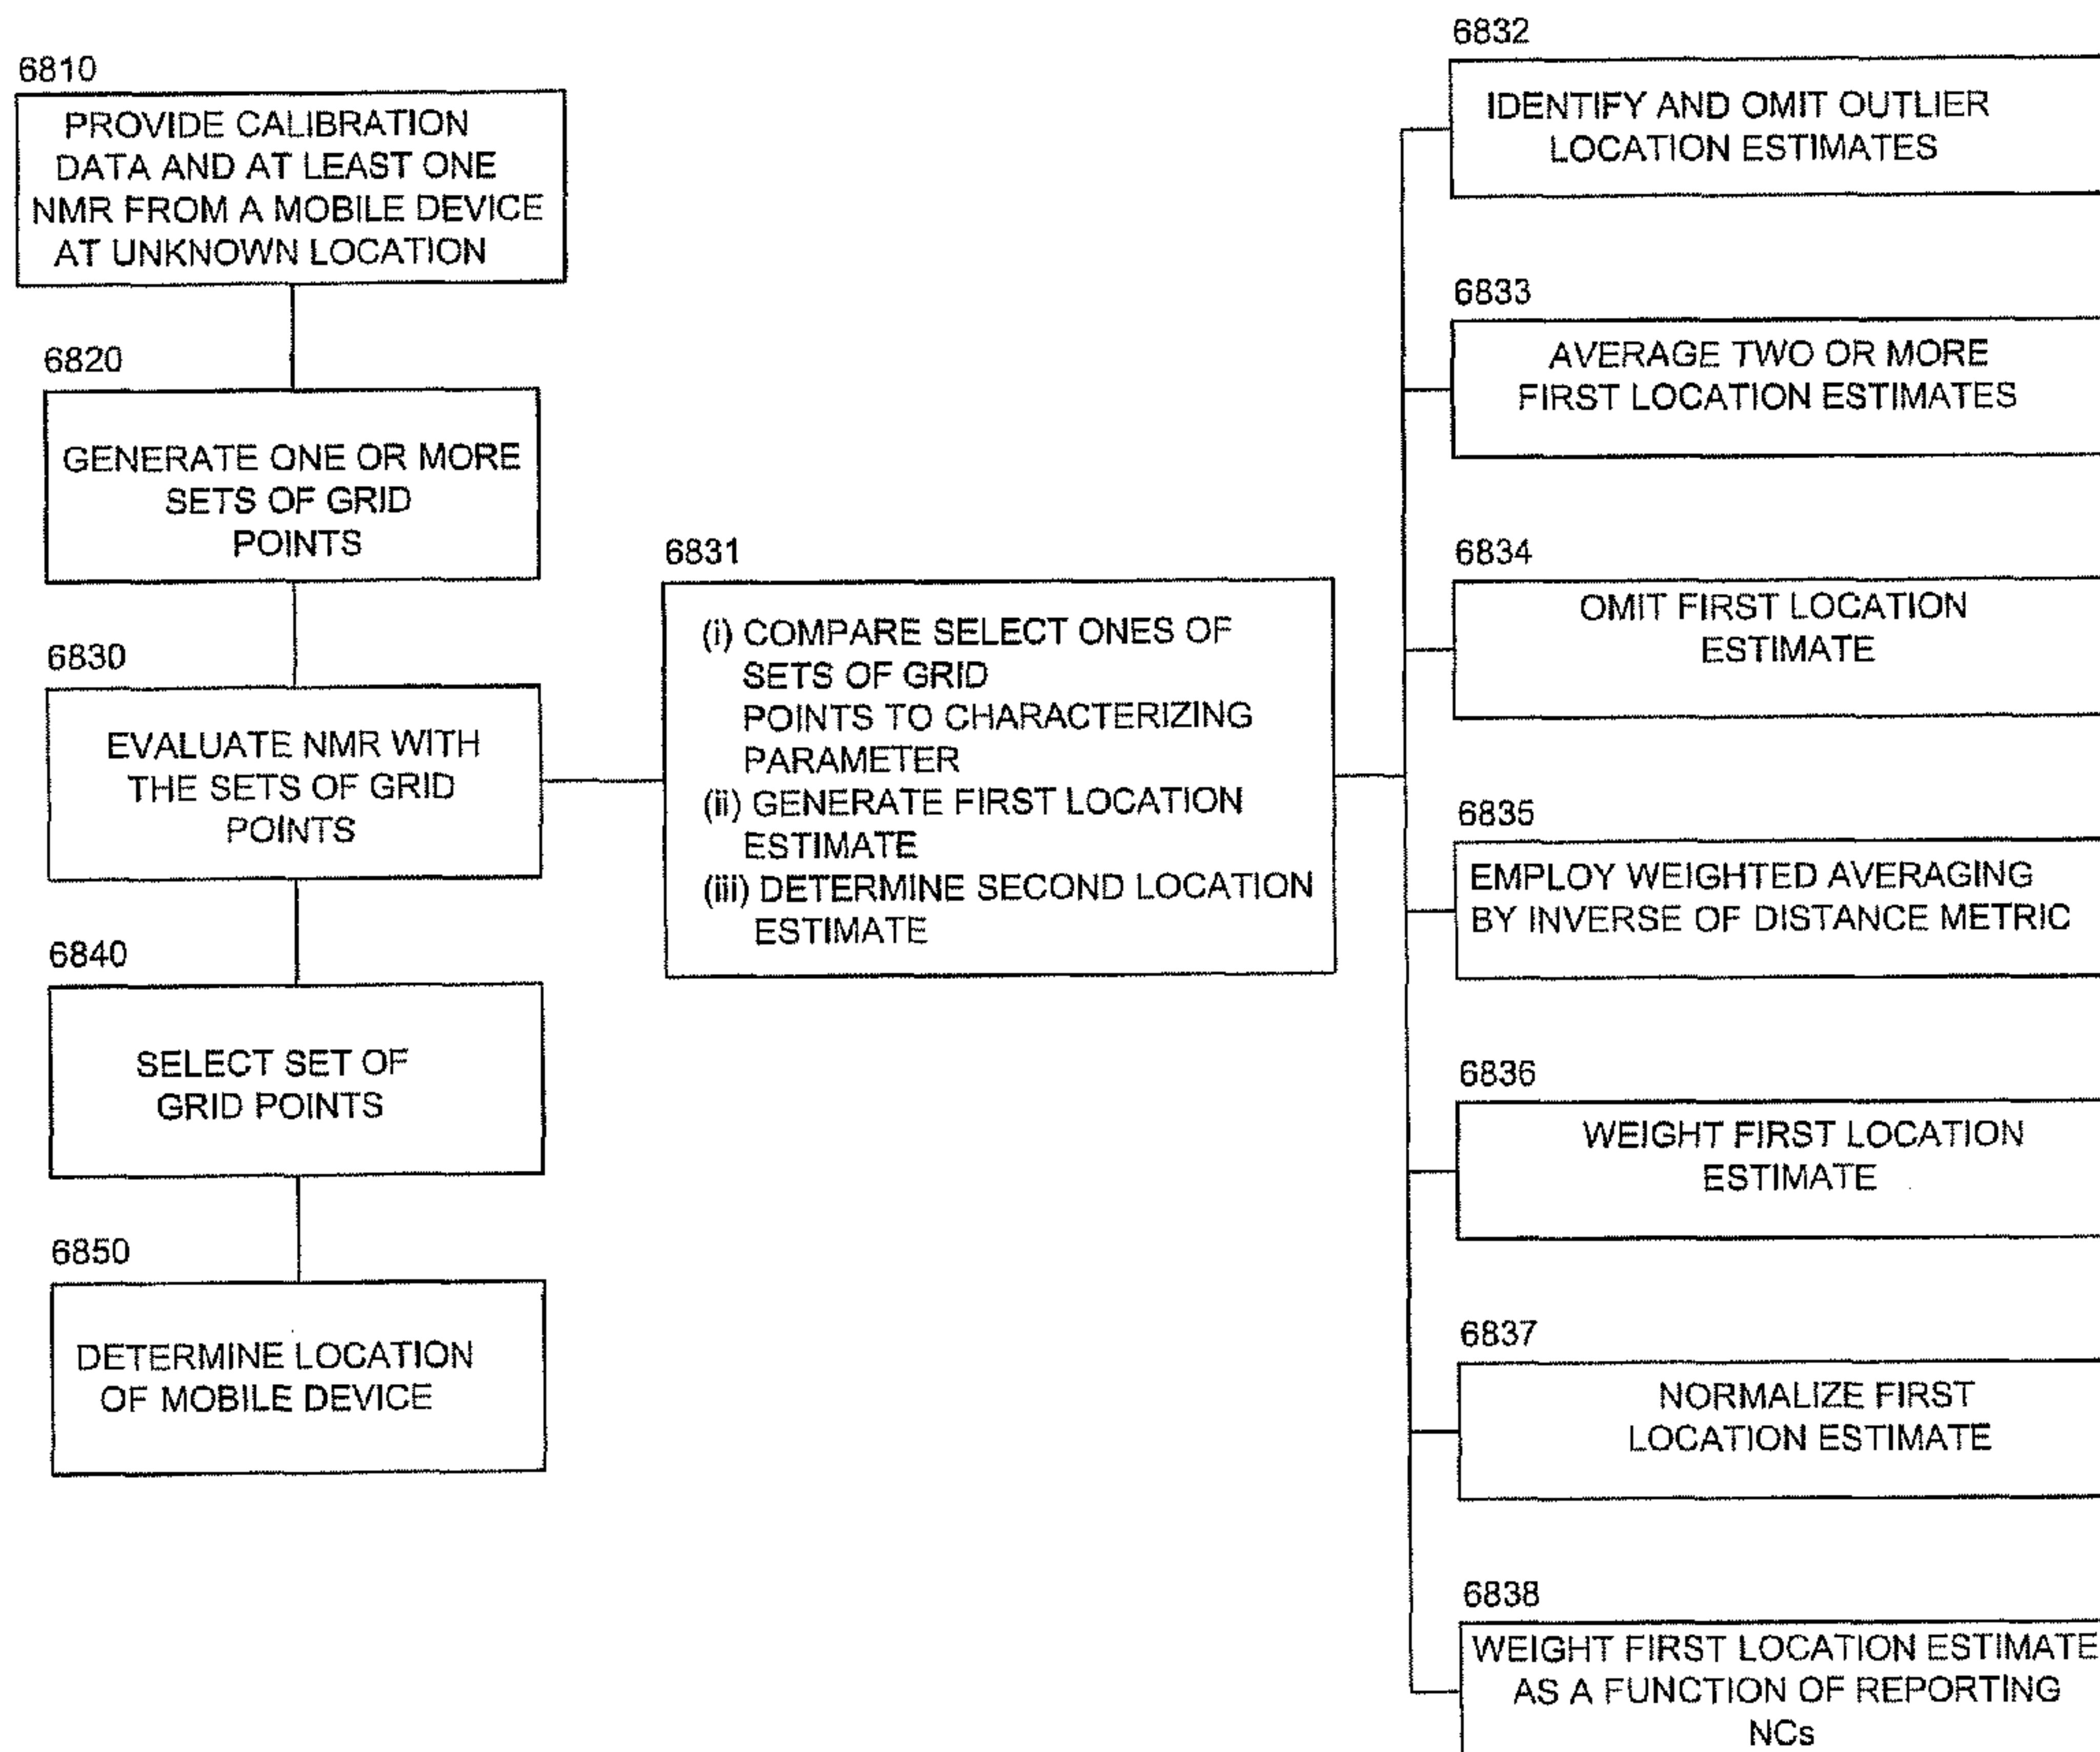 6810
PROVIDE CALIBRATION
DATA AND AT LEAST ONE
NMR FROM A MOBILE DEVICE
AT UNKNOWN LOCATION
6820
GENERATE ONE OR MORE
SETS OF GRID
POINTS
6830
EVALUATE NMR WITH
THE SETS OF GRID
POINTS
6840
SELECT SET OF
GRID POINTS
6850
DETERMINE LOCATION
OF MOBILE DEVICE
6831
(i) COMPARE SELECT ONES OF
SETS OF GRID
POINTS TO CHARACTERIZING
PARAMETER
(ii) GENERATE FIRST LOCATION
ESTIMATE
(iii) DETERMINE SECOND LOCATION
ESTIMATE
6832
IDENTIFY AND OMIT OUTLIER
LOCATION ESTIMATES
6833
AVERAGE TWO OR MORE
FIRST LOCATION ESTIMATES
6834
OMIT FIRST LOCATION
ESTIMATE
6835
EMPLOY WEIGHTED AVERAGING
BY INVERSE OF DISTANCE METRIC
6836
WEIGHT FIRST LOCATION
ESTIMATE
6837
NORMALIZE FIRST
LOCATION ESTIMATE
6838
WEIGHT FIRST LOCATION ESTIMATE
AS A FUNCTION OF REPORTING
NCs